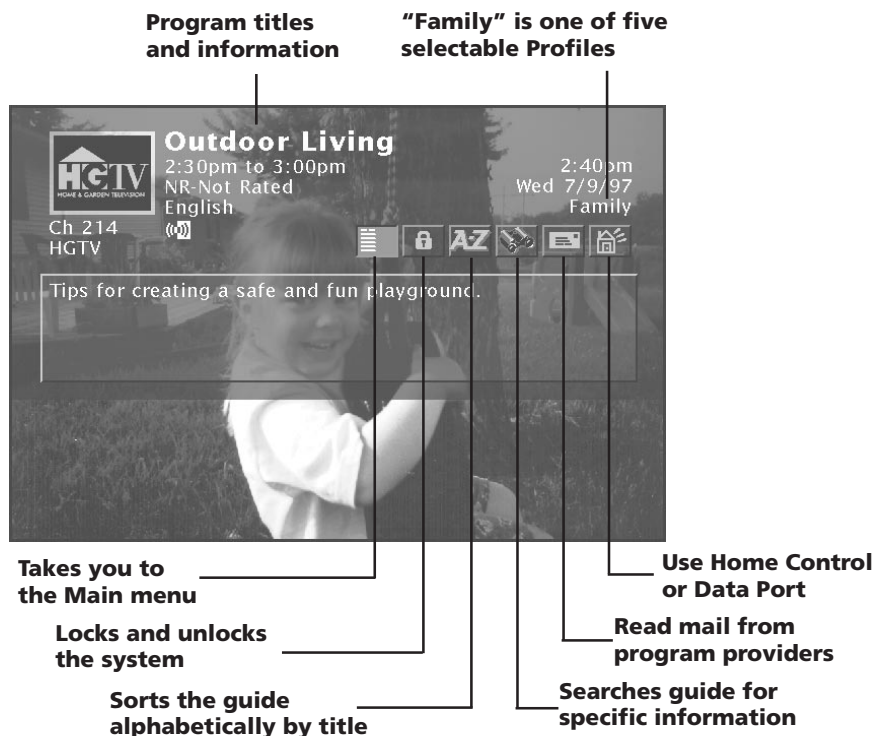 Program titles
and information
“Family” is one of five
selectable Profiles
HGTV
HOME & GARDEN TELEVISION
Outdoor Living
2:30pm to 3:00pm
NR-Not Rated
English
2:40pm
Wed 7/9/97
Family
Ch 214
HGTV
A-Z
Tips for creating a safe and fun playground.
Takes you to
the Main menu
Locks and unlocks
the system
Sorts the guide
alphabetically by title
Use Home Control
or Data Port
Read mail from
program providers
Searches guide for
specific information